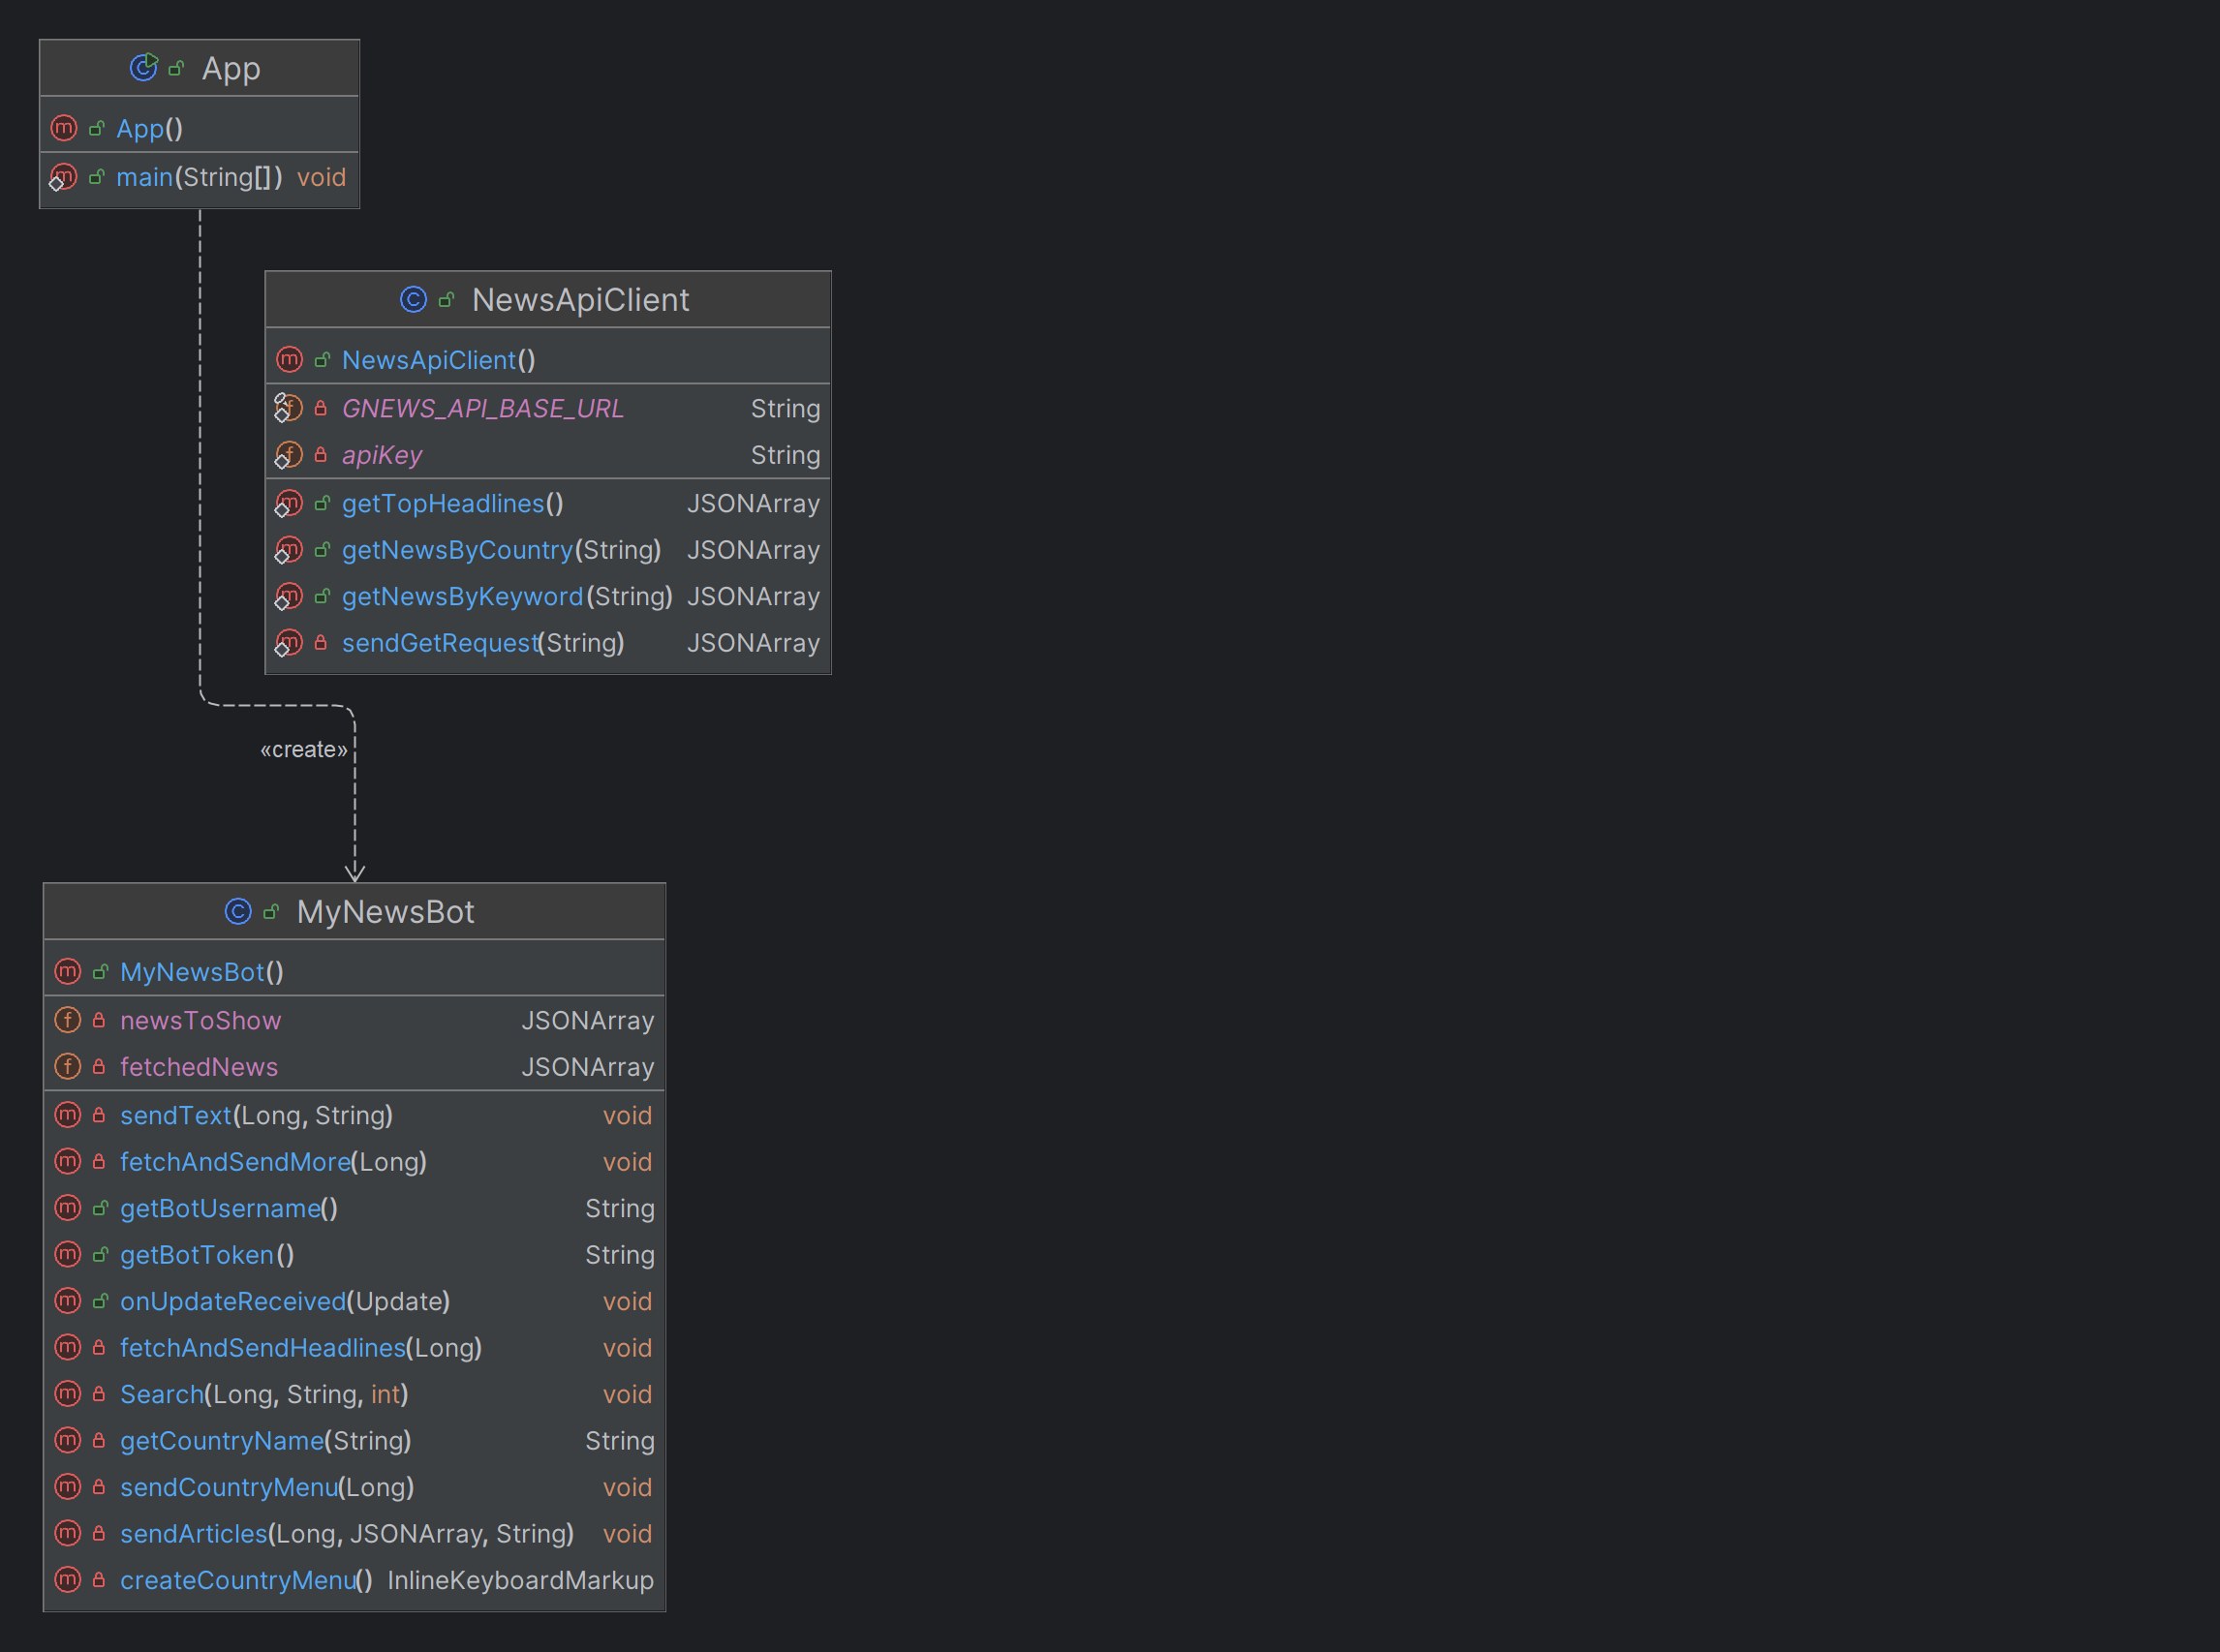 App
App()
main(String[]) void
NewsApiClient
NewsApiClient()
GNEWS_API_BASE_URL String
apiKey String
getTopHeadlines() JSONArray
getNewsByCountry(String) JSONArray
getNewsByKeyword(String) JSONArray
sendGetRequest(String) JSONArray
«create»
MyNewsBot
MyNewsBot()
newsToShow JSONArray
fetchedNews JSONArray
sendText(Long, String) void
fetchAndSendMore(Long) void
getBotUsername() String
getBotToken() String
onUpdateReceived(Update) void
fetchAndSendHeadlines(Long) void
Search(Long, String, int) void
getCountryName(String) String
sendCountryMenu(Long) void
sendArticles(Long, JSONArray, String) void
createCountryMenu() InlineKeyboardMarkup